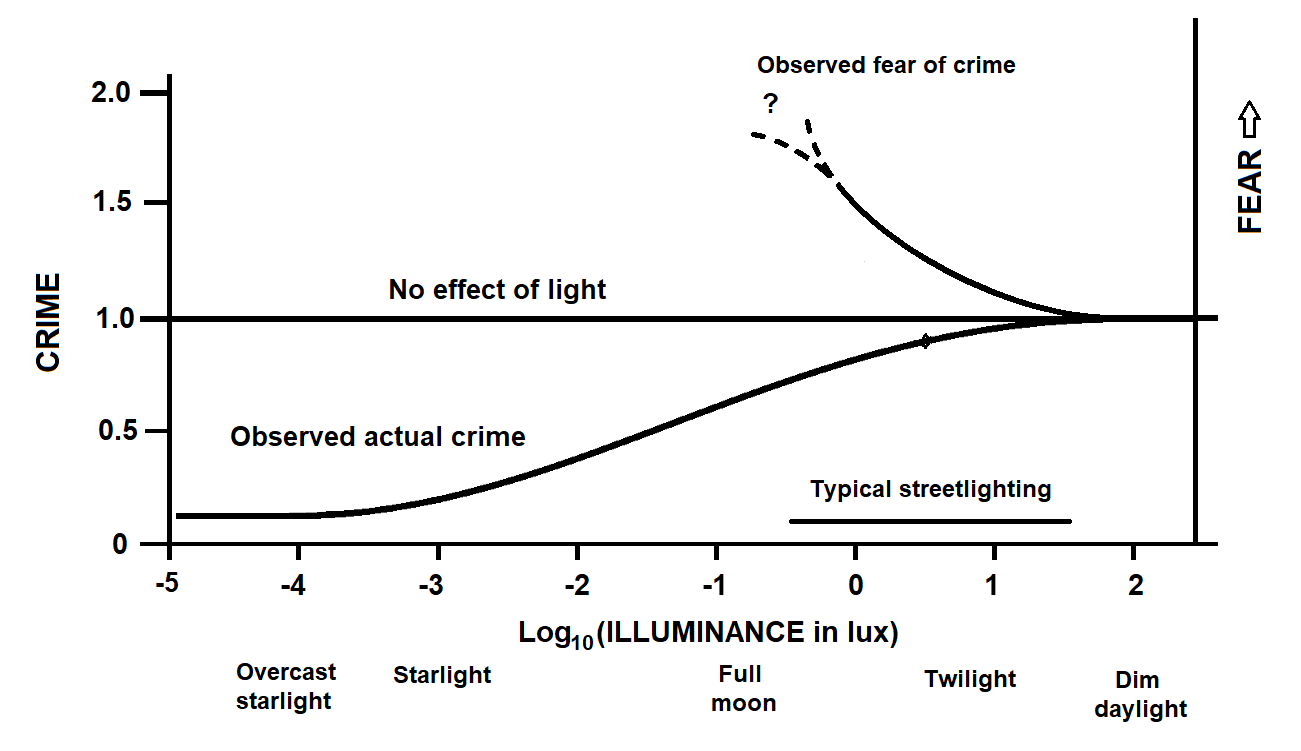 Observed fear of crime
?
2.0
1.5
1.0
0.5
0
CRIME
FEAR
No effect of light
Observed actual crime
Typical streetlighting
-5 -4 -3 -2 -1 0 1 2
Log10(ILLUMINANCE in lux)
Overcast
starlight
Starlight
Full
moon
Twilight
Dim
daylight